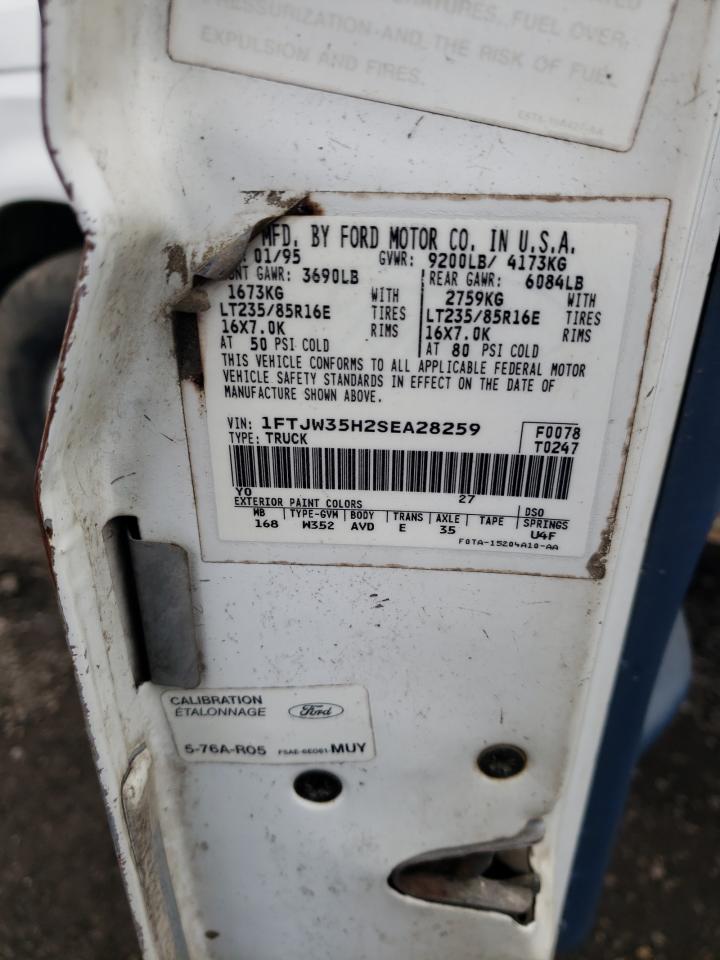 PRESSURIZATION AND THE RISK OF FUEL
EXPULSION AND FIRES.
MFD. BY FORD MOTOR CO. IN U.S.A.
01/95 GVWR: 9200LB/ 4173KG
GAWR: 3690LB
1673KG WITH
LT235/85R16E TIRES
16X7.0K RIMS
AT 50 PSI COLD
REAR GAWR: 6084LB
2759KG WITH
LT235/85R16E TIRES
16X7.0K RIMS
AT 80 PSI COLD
THIS VEHICLE CONFORMS TO ALL APPLICABLE FEDERAL MOTOR
VEHICLE SAFETY STANDARDS IN EFFECT ON THE DATE OF
MANUFACTURE SHOWN ABOVE.
VIN: 1FTJW35H2SEA28259
TYPE: TRUCK
F0078
T0247
YO 27
EXTERIOR PAINT COLORS DSO
WB TYPE-GVM BODY TRANS AXLE TAPE SPRINGS
168 W352 AVD E 35 U4F
F0TA-15204A10-AA
CALIBRATION
ÉTALONNAGE
Ford
5-76A-R05 F5AE-6E061 MUY